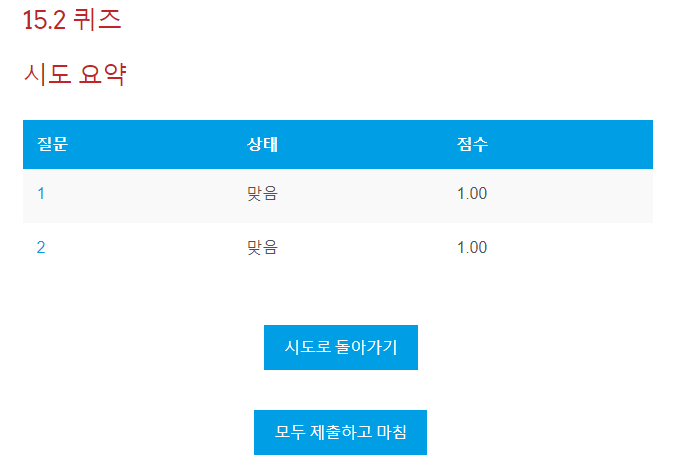 15.2 퀴즈
시도 요약
질문 상태 점수
1 맞음 1.00
2 맞음 1.00
시도로 돌아가기
모두 제출하고 마침